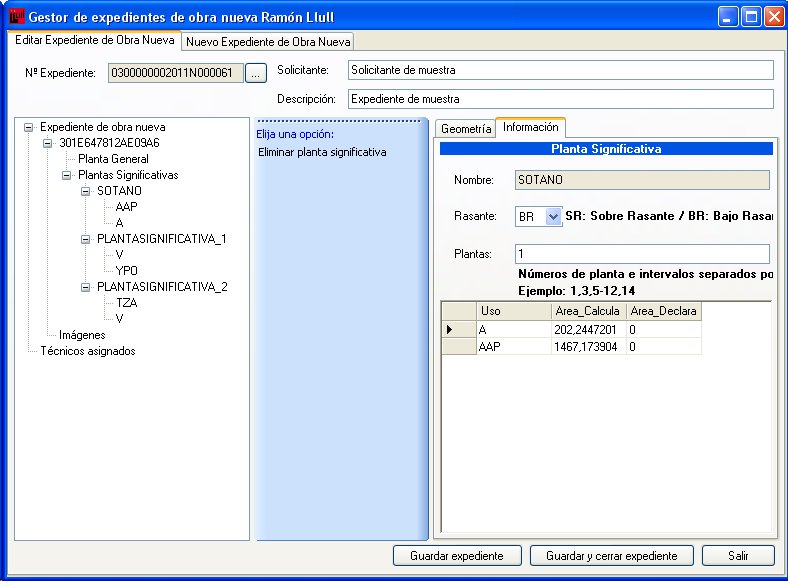 Gestor de expedientes de obra nueva Ramón Llull
Editar Expediente de Obra Nueva
Nuevo Expediente de Obra Nueva
Nº Expediente:
0300000002011N000061
...
Solicitante:
Solicitante de muestra
Descripción:
Expediente de muestra
Expediente de obra nueva
301E647812AE09A6
Planta General
Plantas Significativas
SOTANO
AAP
A
PLANTASIGNIFICATIVA_1
V
YPO
PLANTASIGNIFICATIVA_2
TZA
V
Imágenes
Técnicos asignados
Elija una opción:
Eliminar planta significativa
Geometría
Información
Planta Significativa
Nombre:
SOTANO
Rasante:
BR
SR: Sobre Rasante / BR: Bajo Rasar
Plantas:
1
Números de planta e intervalos separados po
Ejemplo: 1,3,5-12,14
Uso Area_Calcula Area_Declara
A 202,2447201 0
AAP 1467,173904 0
Guardar expediente
Guardar y cerrar expediente
Salir